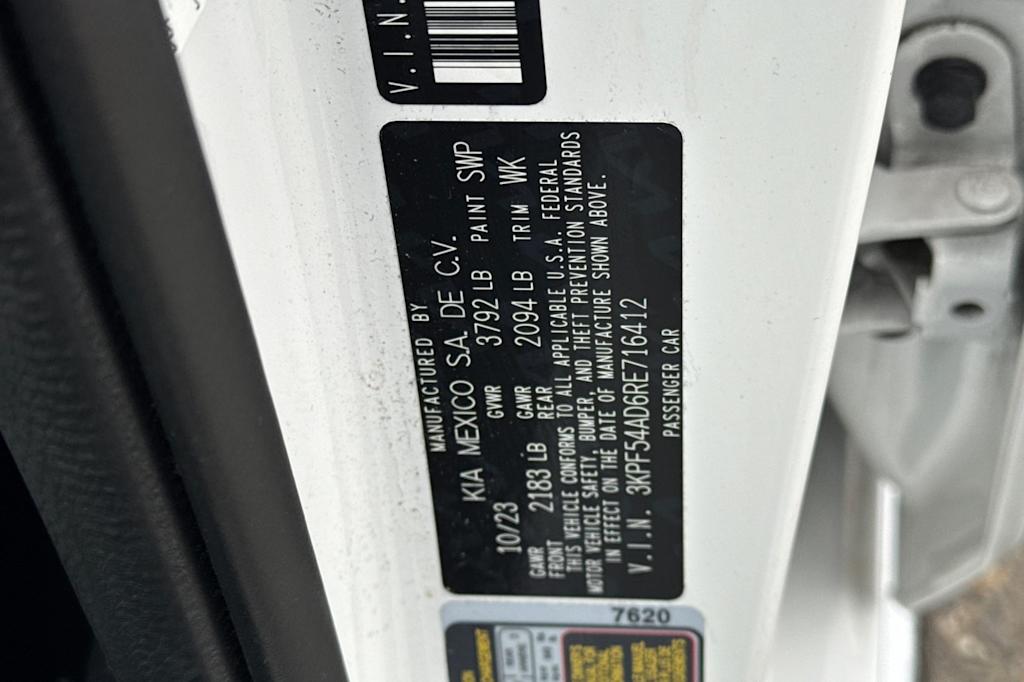 V.I.N.
MANUFACTURED BY
KIA MEXICO S.A. DE C.V.
10/23 GVWR 3792 LB PAINT SWP
GAWR FRONT 2183 LB GAWR REAR 2094 LB TRIM WK
THIS VEHICLE CONFORMS TO ALL APPLICABLE U.S.A. FEDERAL
MOTOR VEHICLE SAFETY, BUMPER, AND THEFT PREVENTION STANDARDS
IN EFFECT ON THE DATE OF MANUFACTURE SHOWN ABOVE.
V.I.N. 3KPF54AD6RE716412
PASSENGER CAR
7620